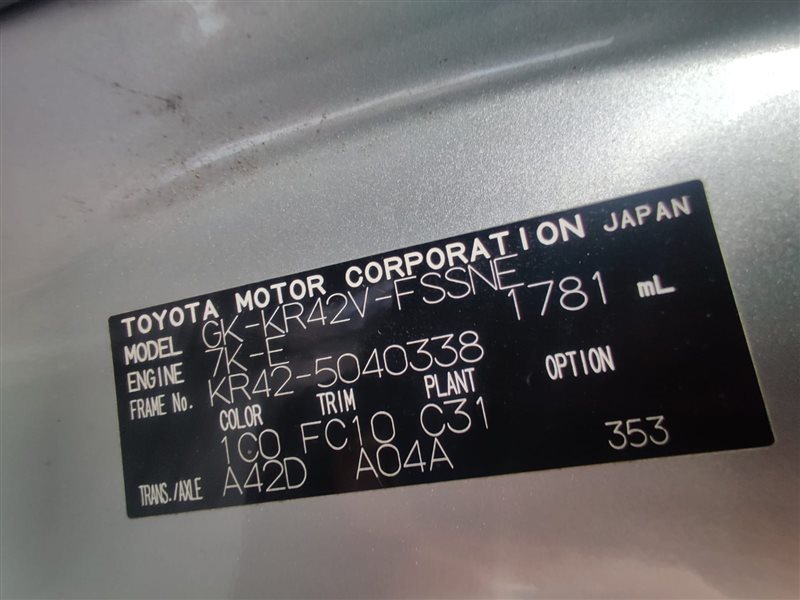 TOYOTA MOTOR CORPORATION JAPAN
MODEL GK-KR42V-FSSNE
ENGINE 7K-E 1781 mL
FRAME No. KR42-5040338
COLOR TRIM PLANT OPTION
1C0 FC10 C31
TRANS./AXLE A42D A04A 353